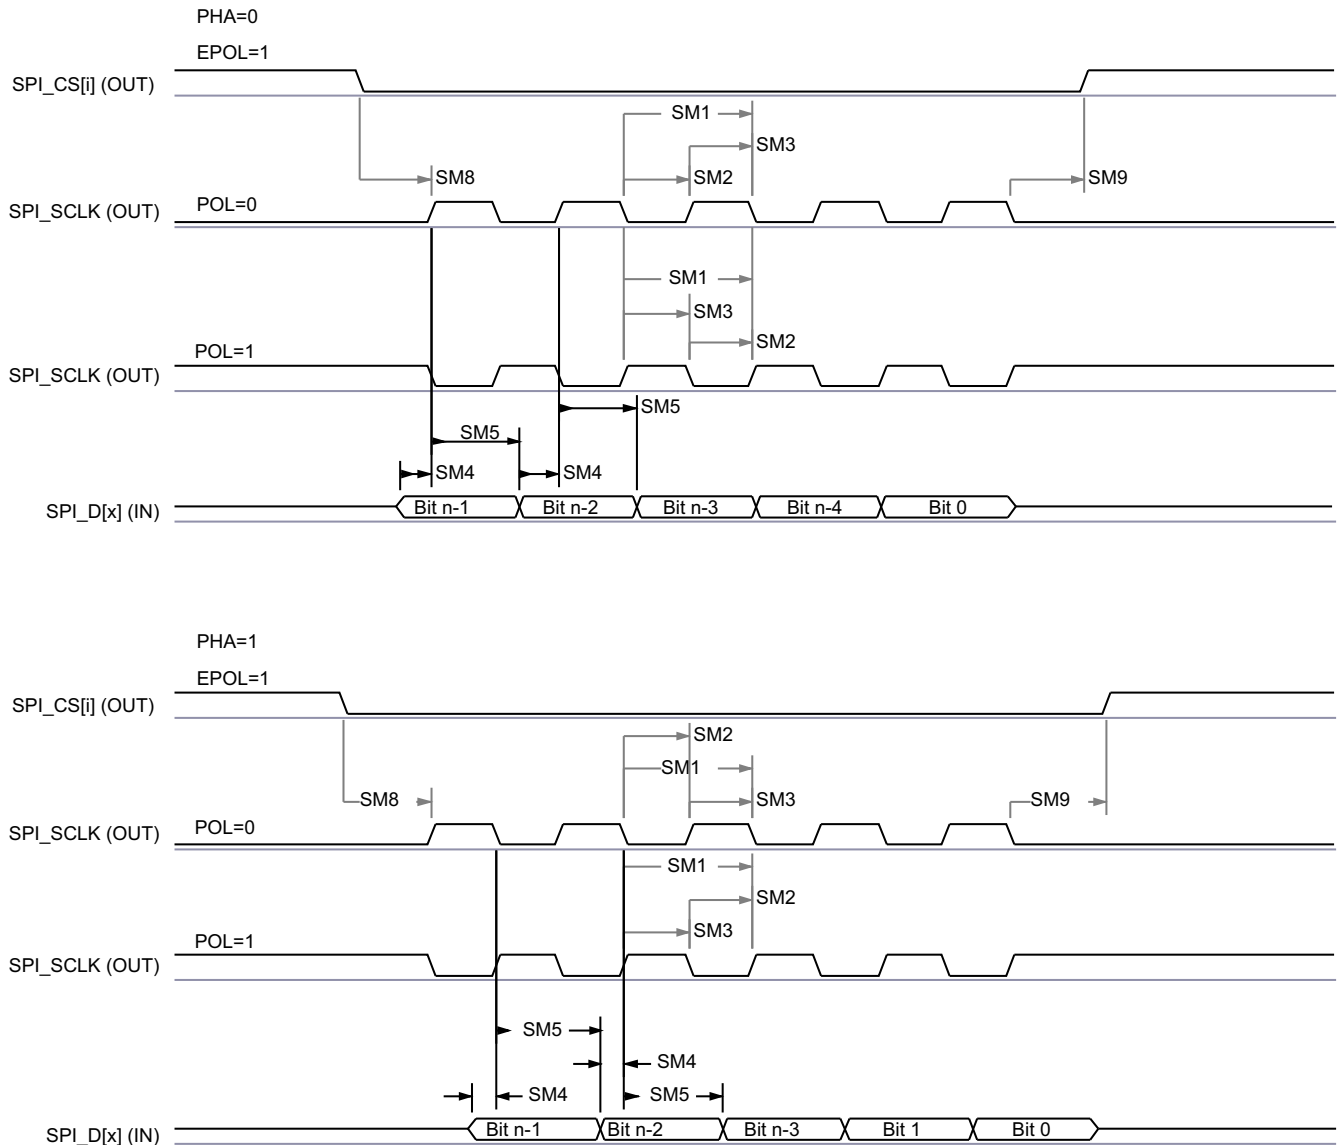 PHA=0
EPOL=1
SPI_CS[i] (OUT)
SM1
SM3
SM8
SM2
SM9
POL=0
SPI_SCLK (OUT)
SM1
SM3
SM2
POL=1
SPI_SCLK (OUT)
SM5
SM5
SM4
SM4
SPI_D[x] (IN)
Bit n-1
Bit n-2
Bit n-3
Bit n-4
Bit 0
PHA=1
EPOL=1
SPI_CS[i] (OUT)
SM2
SM1
SM8
SM3
SM9
POL=0
SPI_SCLK (OUT)
SM1
SM2
SM3
POL=1
SPI_SCLK (OUT)
SM5
SM4
SM4
SM5
SPI_D[x] (IN)
Bit n-1
Bit n-2
Bit n-3
Bit 1
Bit 0